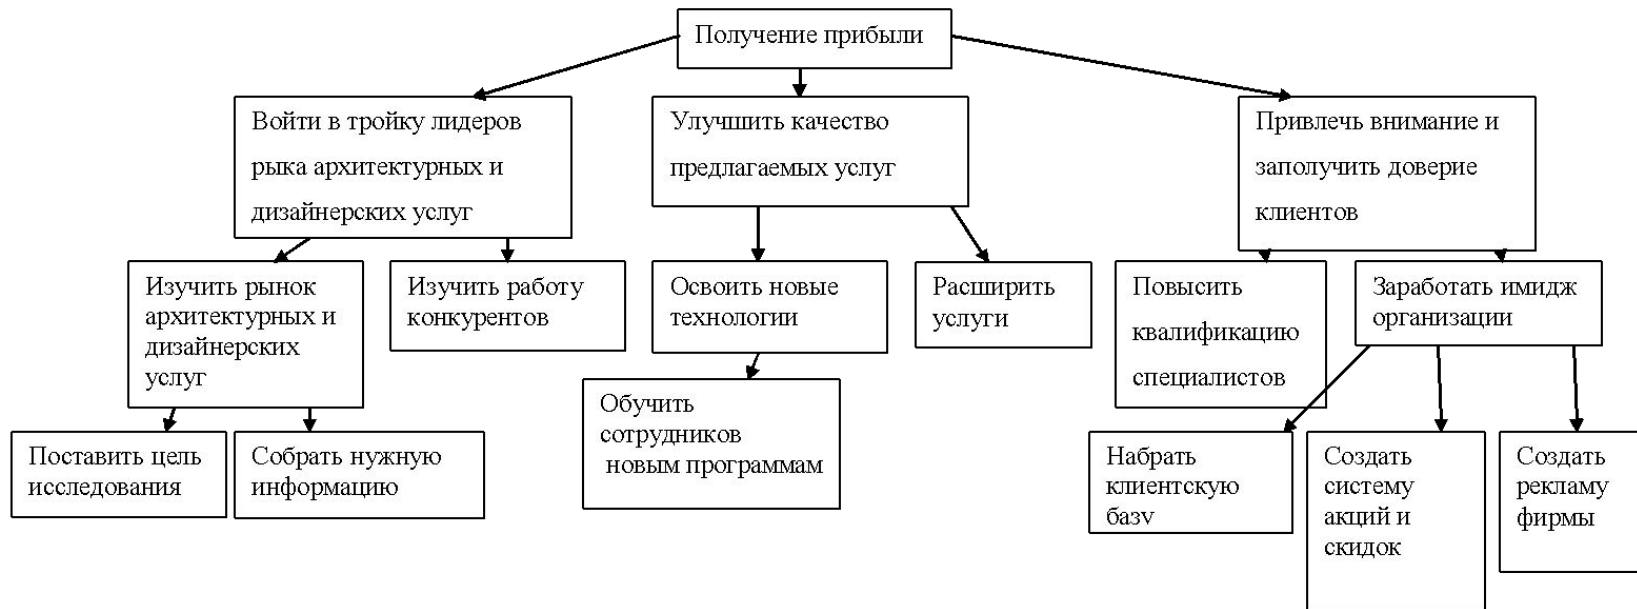 Получение прибыли
Войти в тройку лидеров
рыка архитектурных и
дизайнерских услуг
Улучшить качество
предлагаемых услуг
Привлечь внимание и
заполучить доверие
клиентов
Изучить рынок
архитектурных и
дизайнерских
услуг
Изучить работу
конкурентов
Освоить новые
технологии
Расширить
услуги
Повысить
квалификацию
специалистов
Заработать имидж
организации
Поставить цель
исследования
Собрать нужную
информацию
Обучить
сотрудников
новым программам
Набрать
клиентскую
базу
Создать
систему
акций и
скидок
Создать
рекламу
фирмы